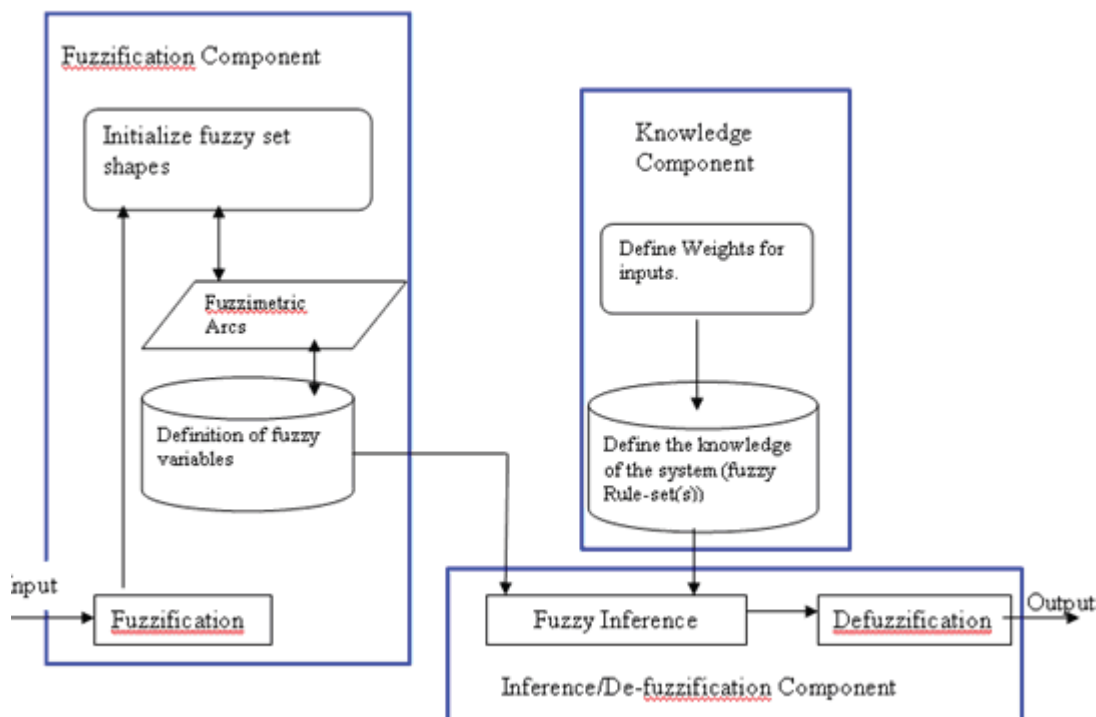 Fuzzification Component
Initialize fuzzy set
shapes
Fuzzimetric
Arcs
Definition of fuzzy
variables
Input
Fuzzification
Knowledge
Component
Define Weights for
inputs.
Define the knowledge
of the system (fuzzy
Rule-set(s))
Fuzzy Inference
Defuzzification
Output
Inference/De-fuzzification Component